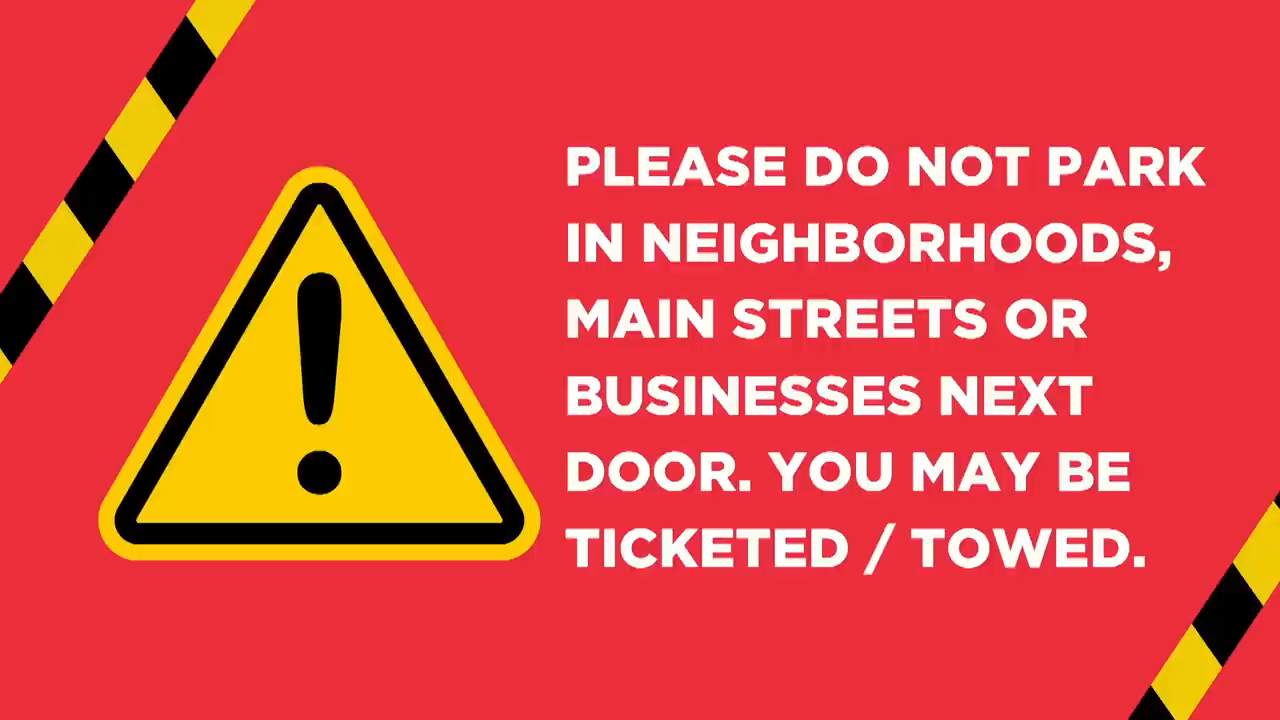 PLEASE DO NOT PARK
IN NEIGHBORHOODS,
MAIN STREETS OR
BUSINESSES NEXT
DOOR. YOU MAY BE
TICKETED / TOWED.